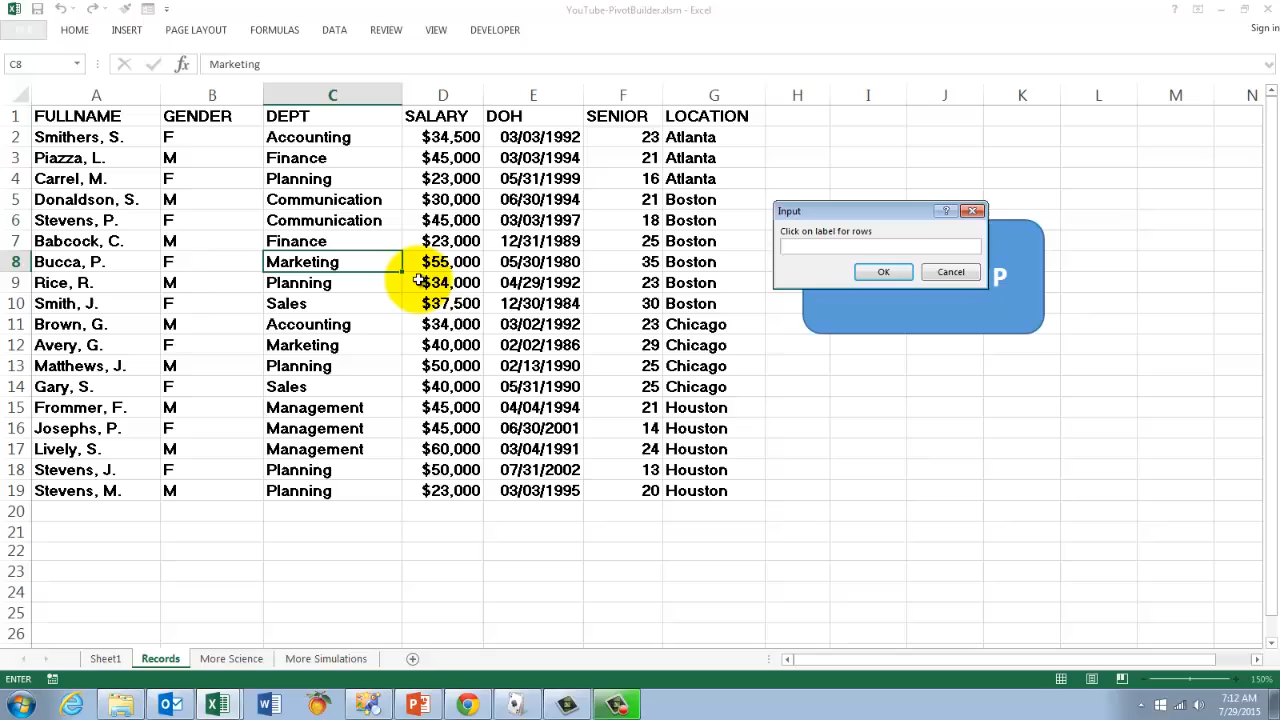 YouTube-PivotBuilder.xlsm - Excel
HOME INSERT PAGE LAYOUT FORMULAS DATA REVIEW VIEW DEVELOPER Sign in
C8 fx Marketing
A B C D E F G H I J K L M N
1 FULLNAME GENDER DEPT SALARY DOH SENIOR LOCATION
2 Smithers, S. F Accounting $34,500 03/03/1992 23 Atlanta
3 Piazza, L. M Finance $45,000 03/03/1994 21 Atlanta
4 Carrel, M. F Planning $23,000 05/31/1999 16 Atlanta
5 Donaldson, S. M Communication $30,000 06/30/1994 21 Boston
6 Stevens, P. F Communication $45,000 03/03/1997 18 Boston
7 Babcock, C. M Finance $23,000 12/31/1989 25 Boston
8 Bucca, P. F Marketing $55,000 05/30/1980 35 Boston
9 Rice, R. M Planning $34,000 04/29/1992 23 Boston
10 Smith, J. F Sales $37,500 12/30/1984 30 Boston
11 Brown, G. M Accounting $34,000 03/02/1992 23 Chicago
12 Avery, G. F Marketing $40,000 02/02/1986 29 Chicago
13 Matthews, J. M Planning $50,000 02/13/1990 25 Chicago
14 Gary, S. F Sales $40,000 05/31/1990 25 Chicago
15 Frommer, F. M Management $45,000 04/04/1994 21 Houston
16 Josephs, P. F Management $45,000 06/30/2001 14 Houston
17 Lively, S. M Management $60,000 03/04/1991 24 Houston
18 Stevens, J. F Planning $50,000 07/31/2002 13 Houston
19 Stevens, M. M Planning $23,000 03/03/1995 20 Houston
20
21
22
23
24
25
26
Input
Click on label for rows
OK Cancel
P
Sheet1 Records More Science More Simulations
ENTER 150%
7:12 AM
7/29/2015